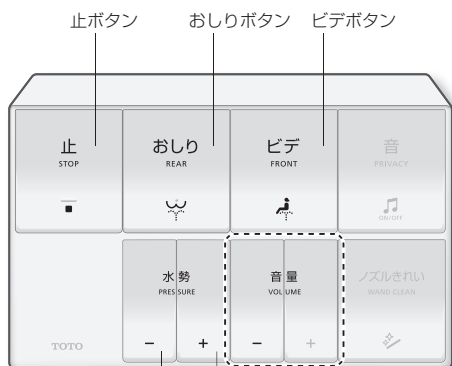 止ボタン おしりボタン ビデボタン
止 おしり ビデ 音
STOP REAR FRONT PRIVACY
ON/OFF
水勢 音量 ノズルきれい
PRESSURE VOLUME WAND CLEAN
TOTO - + - +